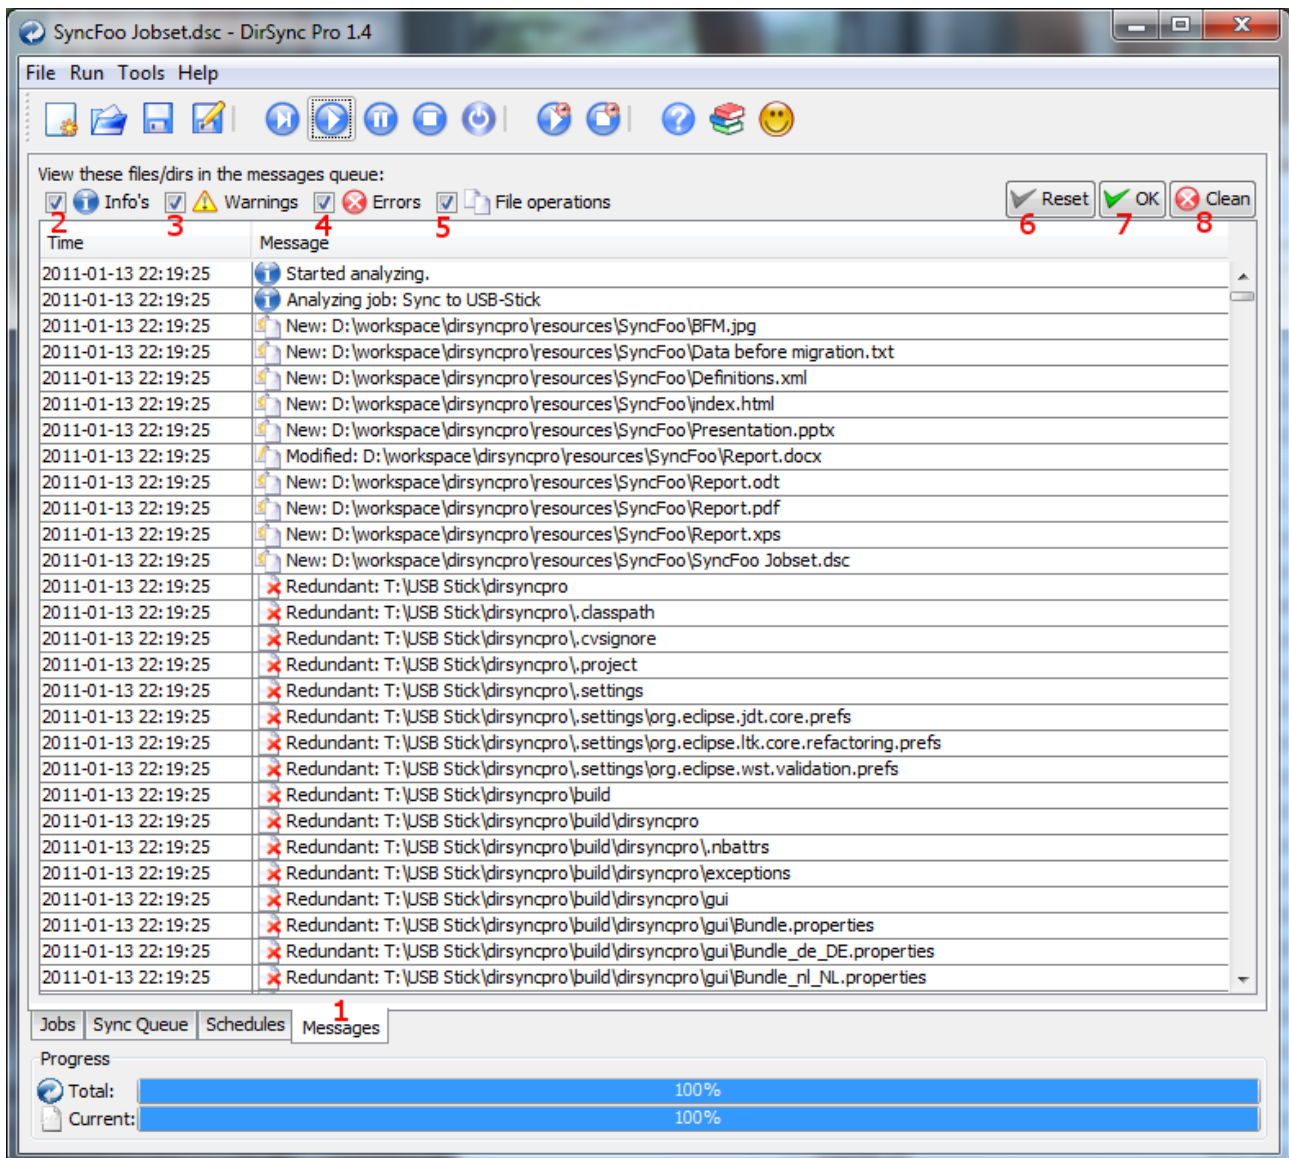 SyncFoo Jobset.dsc - DirSync Pro 1.4
File Run Tools Help
View these files/dirs in the messages queue:
Info's Warnings Errors File operations Reset OK Clean
2 3 4 5 6 7 8
Time Message
2011-01-13 22:19:25 Started analyzing.
2011-01-13 22:19:25 Analyzing job: Sync to USB-Stick
2011-01-13 22:19:25 New: D:\workspace\dirsyncpro\resources\SyncFoo\BFM.jpg
2011-01-13 22:19:25 New: D:\workspace\dirsyncpro\resources\SyncFoo\Data before migration.txt
2011-01-13 22:19:25 New: D:\workspace\dirsyncpro\resources\SyncFoo\Definitions.xml
2011-01-13 22:19:25 New: D:\workspace\dirsyncpro\resources\SyncFoo\index.html
2011-01-13 22:19:25 New: D:\workspace\dirsyncpro\resources\SyncFoo\Presentation.pptx
2011-01-13 22:19:25 Modified: D:\workspace\dirsyncpro\resources\SyncFoo\Report.docx
2011-01-13 22:19:25 New: D:\workspace\dirsyncpro\resources\SyncFoo\Report.odt
2011-01-13 22:19:25 New: D:\workspace\dirsyncpro\resources\SyncFoo\Report.pdf
2011-01-13 22:19:25 New: D:\workspace\dirsyncpro\resources\SyncFoo\Report.xps
2011-01-13 22:19:25 New: D:\workspace\dirsyncpro\resources\SyncFoo\SyncFoo Jobset.dsc
2011-01-13 22:19:25 Redundant: T:\USB Stick\dirsyncpro
2011-01-13 22:19:25 Redundant: T:\USB Stick\dirsyncpro\.classpath
2011-01-13 22:19:25 Redundant: T:\USB Stick\dirsyncpro\.cvsignore
2011-01-13 22:19:25 Redundant: T:\USB Stick\dirsyncpro\.project
2011-01-13 22:19:25 Redundant: T:\USB Stick\dirsyncpro\.settings
2011-01-13 22:19:25 Redundant: T:\USB Stick\dirsyncpro\.settings\org.eclipse.jdt.core.prefs
2011-01-13 22:19:25 Redundant: T:\USB Stick\dirsyncpro\.settings\org.eclipse.ltk.core.refactoring.prefs
2011-01-13 22:19:25 Redundant: T:\USB Stick\dirsyncpro\.settings\org.eclipse.wst.validation.prefs
2011-01-13 22:19:25 Redundant: T:\USB Stick\dirsyncpro\build
2011-01-13 22:19:25 Redundant: T:\USB Stick\dirsyncpro\build\dirsyncpro
2011-01-13 22:19:25 Redundant: T:\USB Stick\dirsyncpro\build\dirsyncpro\.nbattrs
2011-01-13 22:19:25 Redundant: T:\USB Stick\dirsyncpro\build\dirsyncpro\exceptions
2011-01-13 22:19:25 Redundant: T:\USB Stick\dirsyncpro\build\dirsyncpro\gui
2011-01-13 22:19:25 Redundant: T:\USB Stick\dirsyncpro\build\dirsyncpro\gui\Bundle.properties
2011-01-13 22:19:25 Redundant: T:\USB Stick\dirsyncpro\build\dirsyncpro\gui\Bundle_de_DE.properties
2011-01-13 22:19:25 Redundant: T:\USB Stick\dirsyncpro\build\dirsyncpro\gui\Bundle_nl_NL.properties
1
Jobs Sync Queue Schedules Messages
Progress
Total: 100%
Current: 100%